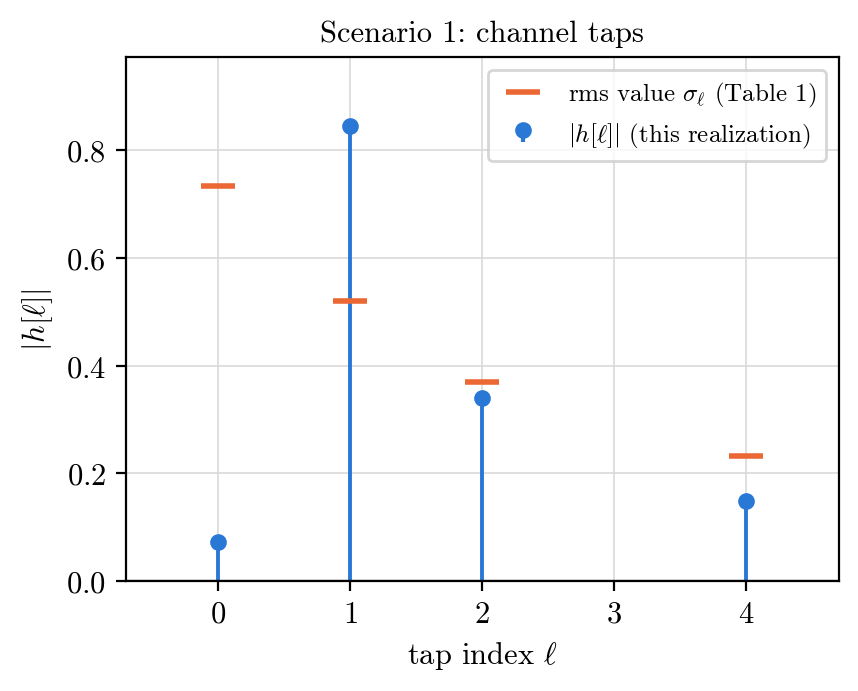 Scenario 1: channel taps
rms value σℓ (Table 1)
|h[ℓ]| (this realization)
|h[ℓ]|
0.8
0.6
0.4
0.2
0.0
0 1 2 3 4
tap index ℓ